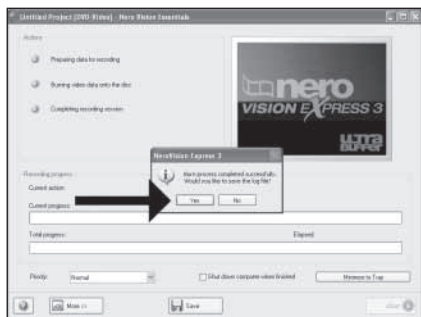 Untitled Project (DVD-Video) - Nero Vision Essentials
Actions
Preparing data for recording
Burning video data onto the disc
Completing recording session
nero
VISION EXPRESS 3
ULTRA
BUFFER
NeroVision Express 3
Burn process completed successfully.
Would you like to save the log file?
Yes
No
Recording progress
Current action:
Current progress:
Total progress:
Elapsed:
Priority:
Normal
Shut down computer when finished
Minimize to Tray
More >>
Save